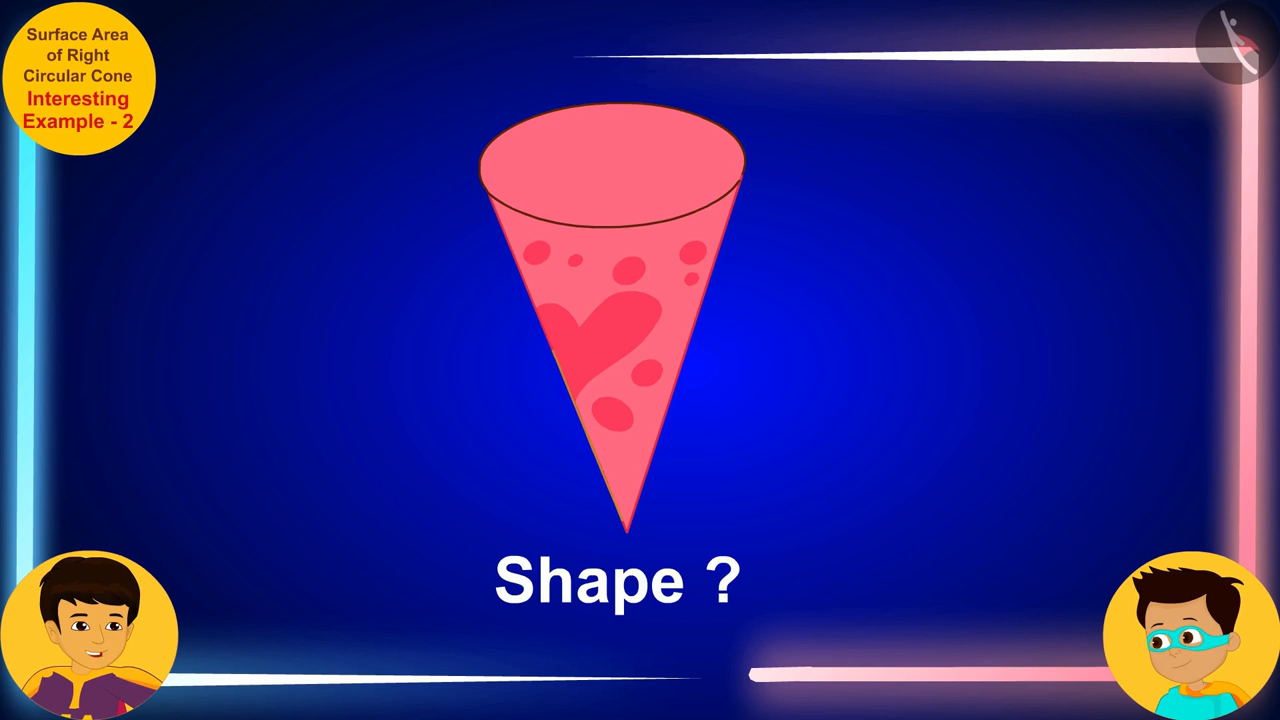 Surface Area
of Right
Circular Cone
Interesting
Example - 2
Shape ?